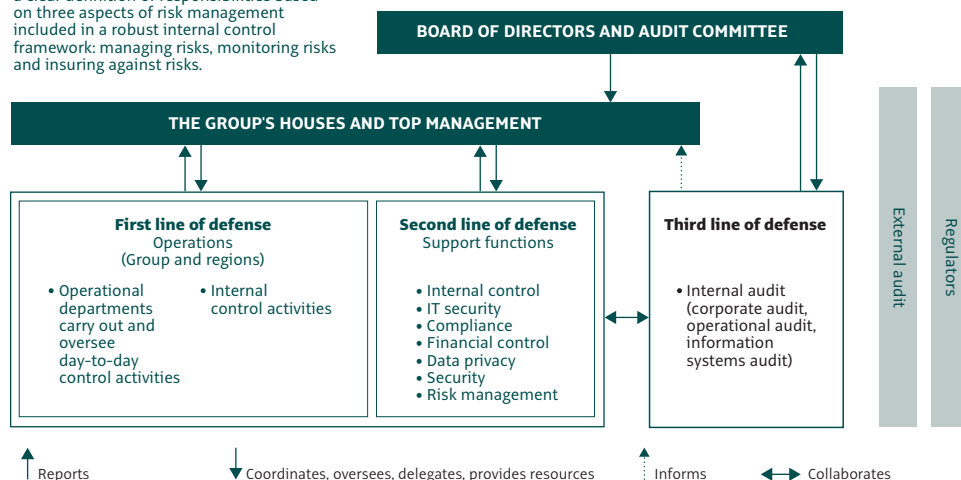 on three aspects of risk management
included in a robust internal control
framework: managing risks, monitoring risks
and insuring against risks.
BOARD OF DIRECTORS AND AUDIT COMMITTEE
THE GROUP'S HOUSES AND TOP MANAGEMENT
First line of defense
Operations
(Group and regions)
• Operational
departments
carry out and
oversee
day-to-day
control activities
• Internal
control activities
Second line of defense
Support functions
• Internal control
• IT security
• Compliance
• Financial control
• Data privacy
• Security
• Risk management
Third line of defense
• Internal audit
(corporate audit,
operational audit,
information
systems audit)
External audit
Regulators
Reports
Coordinates, oversees, delegates, provides resources
Informs
Collaborates